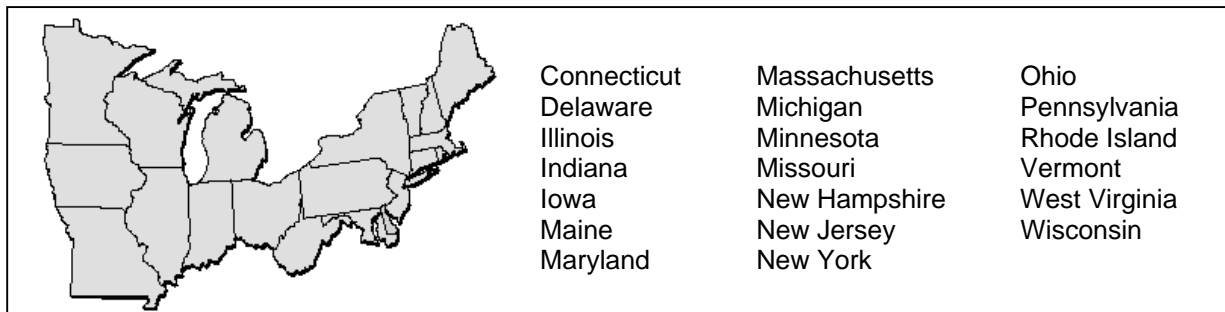 Connecticut
Delaware
Illinois
Indiana
Iowa
Maine
Maryland
Massachusetts
Michigan
Minnesota
Missouri
New Hampshire
New Jersey
New York
Ohio
Pennsylvania
Rhode Island
Vermont
West Virginia
Wisconsin